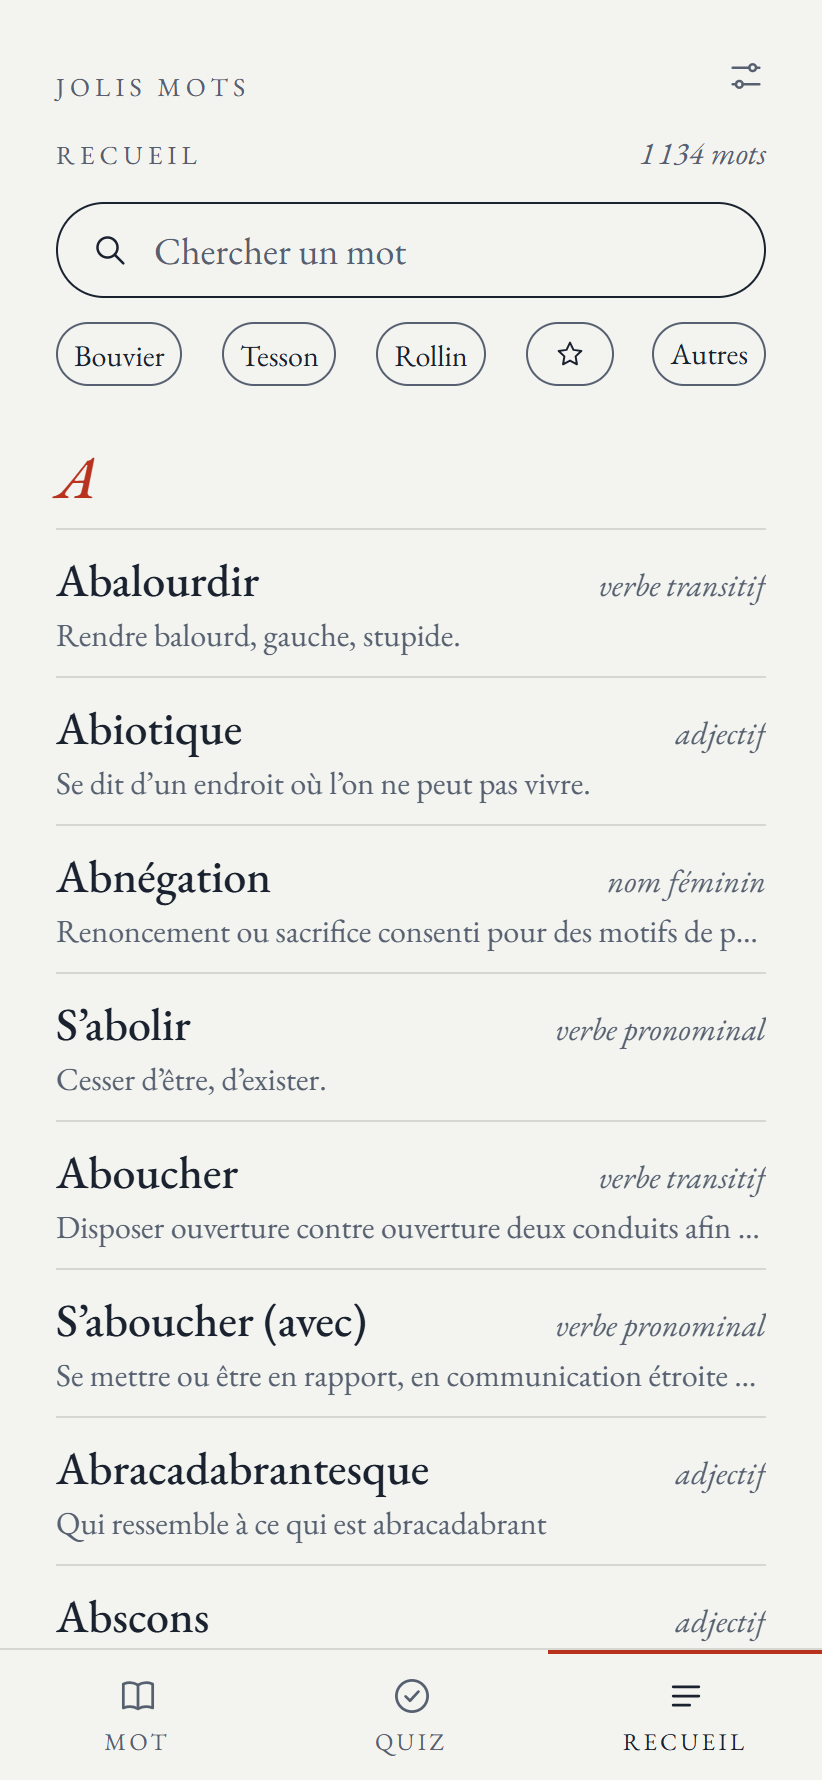 JOLIS MOTS
RECUEIL 1 134 mots
Chercher un mot
Bouvier Tesson Rollin Autres
A
Abalourdir verbe transitif
Rendre balourd, gauche, stupide.
Abiotique adjectif
Se dit d’un endroit où l’on ne peut pas vivre.
Abnégation nom féminin
Renoncement ou sacrifice consenti pour des motifs de p...
S’abolir verbe pronominal
Cesser d’être, d’exister.
Aboucher verbe transitif
Disposer ouverture contre ouverture deux conduits afin ...
S’aboucher (avec) verbe pronominal
Se mettre ou être en rapport, en communication étroite ...
Abracadabrantesque adjectif
Qui ressemble à ce qui est abracadabrant
Abscons adjectif
MOT QUIZ RECUEIL